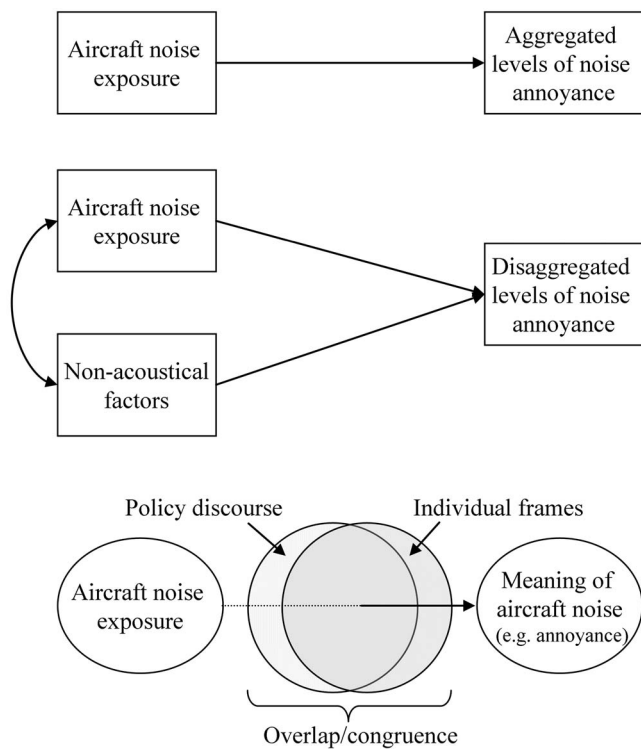 Aircraft noise
exposure
Aggregated
levels of noise
annoyance
Aircraft noise
exposure
Disaggregated
levels of noise
annoyance
Non-acoustical
factors
Policy discourse
Individual frames
Aircraft noise
exposure
Meaning of
aircraft noise
(e.g. annoyance)
Overlap/congruence